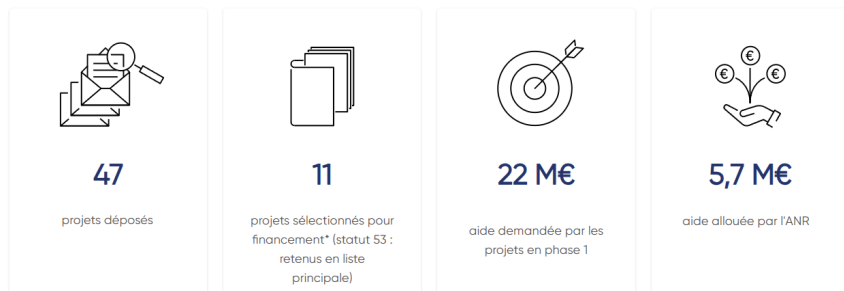 €
€
€
47
projets déposés
11
projets sélectionnés pour
financement* (statut 53 :
retenus en liste
principale)
22 M€
aide demandée par les
projets en phase 1
5,7 M€
aide allouée par l'ANR